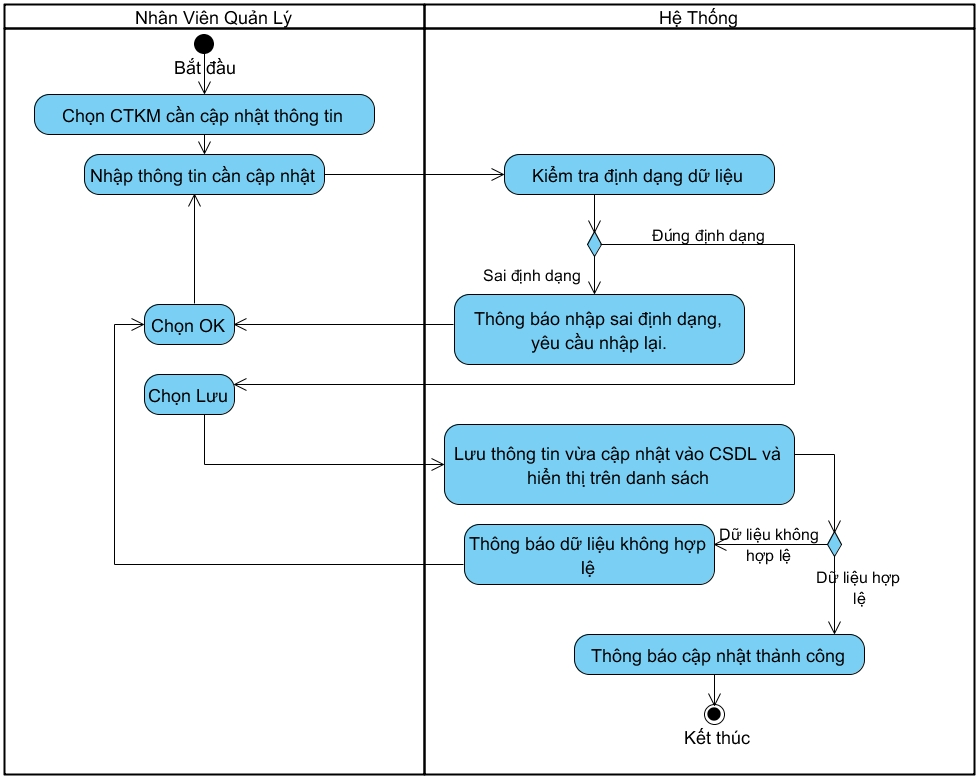 Nhân Viên Quản Lý
Hệ Thống
Bắt đầu
Chọn CTKM cần cập nhật thông tin
Nhập thông tin cần cập nhật
Kiểm tra định dạng dữ liệu
Đúng định dạng
Sai định dạng
Thông báo nhập sai định dạng,
yêu cầu nhập lại.
Chọn OK
Chọn Lưu
Lưu thông tin vừa cập nhật vào CSDL và
hiển thị trên danh sách
Dữ liệu không
hợp lệ
Thông báo dữ liệu không hợp
lệ
Dữ liệu hợp
lệ
Thông báo cập nhật thành công
Kết thúc